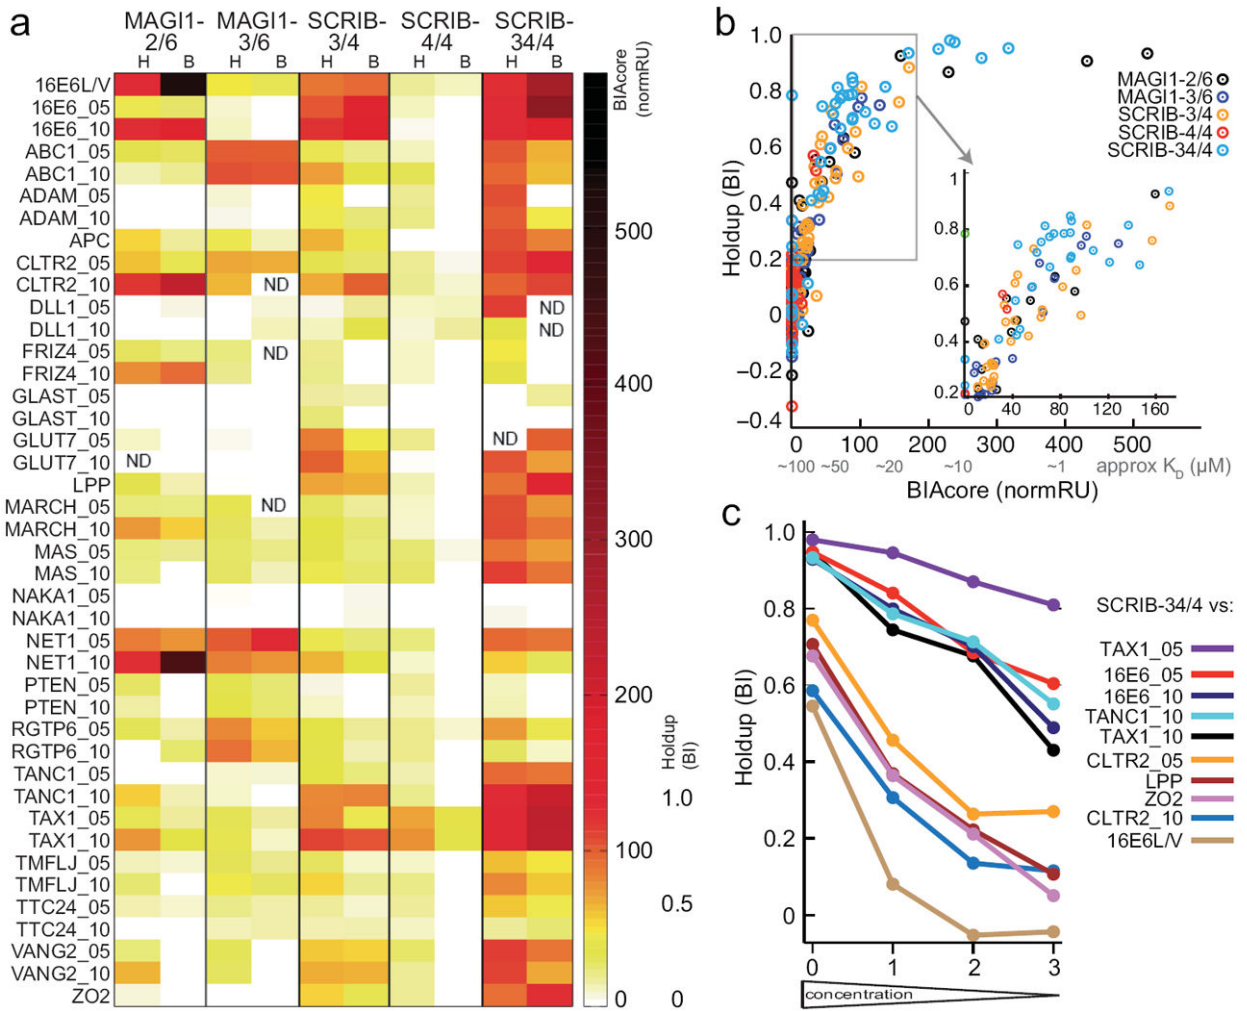 a
MAGI1-
2/6
MAGI1-
3/6
SCRIB-
3/4
SCRIB-
4/4
SCRIB-
34/4
H B H B H B H B H B
16E6L/V
16E6_05
16E6_10
ABC1_05
ABC1_10
ADAM_05
ADAM_10
APC
CLTR2_05
CLTR2_10 ND
DLL1_05 ND
DLL1_10 ND
FRIZ4_05 ND
FRIZ4_10
GLAST_05
GLAST_10
GLUT7_05 ND
GLUT7_10 ND
LPP
MARCH_05 ND
MARCH_10
MAS_05
MAS_10
NAKA1_05
NAKA1_10
NET1_05
NET1_10
PTEN_05
PTEN_10
RGTP6_05
RGTP6_10
TANC1_05
TANC1_10
TAX1_05
TAX1_10
TMFLJ_05
TMFLJ_10
TTC24_05
TTC24_10
VANG2_05
VANG2_10
ZO2
BIAcore
(normRU)
500
400
300
200
100
0
Holdup
(BI)
1.0
0.5
0
b
Holdup (BI)
1.0
0.8
0.6
0.4
0.2
0
−0.2
−0.4
0 100 200 300 400 500
~100 ~50 ~20 ~10 ~1 approx KD (µM)
BIAcore (normRU)
MAGI1-2/6
MAGI1-3/6
SCRIB-3/4
SCRIB-4/4
SCRIB-34/4
1
0.8
0.6
0.4
0.2
0 40 80 120 160
c
Holdup (BI)
1.0
0.8
0.6
0.4
0.2
0
0 1 2 3
concentration
SCRIB-34/4 vs:
TAX1_05
16E6_05
16E6_10
TANC1_10
TAX1_10
CLTR2_05
LPP
ZO2
CLTR2_10
16E6L/V